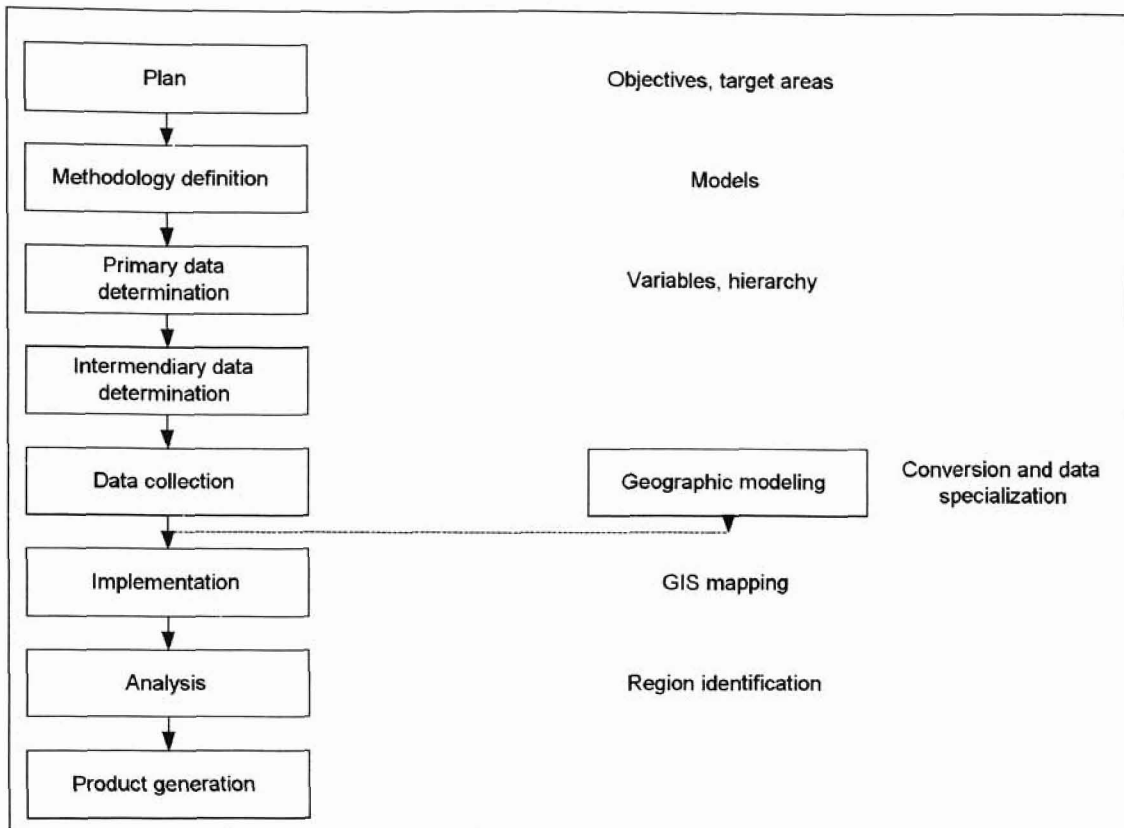 Plan
Objectives, target areas
Methodology definition
Models
Primary data
determination
Variables, hierarchy
Intermendiary data
determination
Data collection
Geographic modeling
Conversion and data
specialization
Implementation
GIS mapping
Analysis
Region identification
Product generation